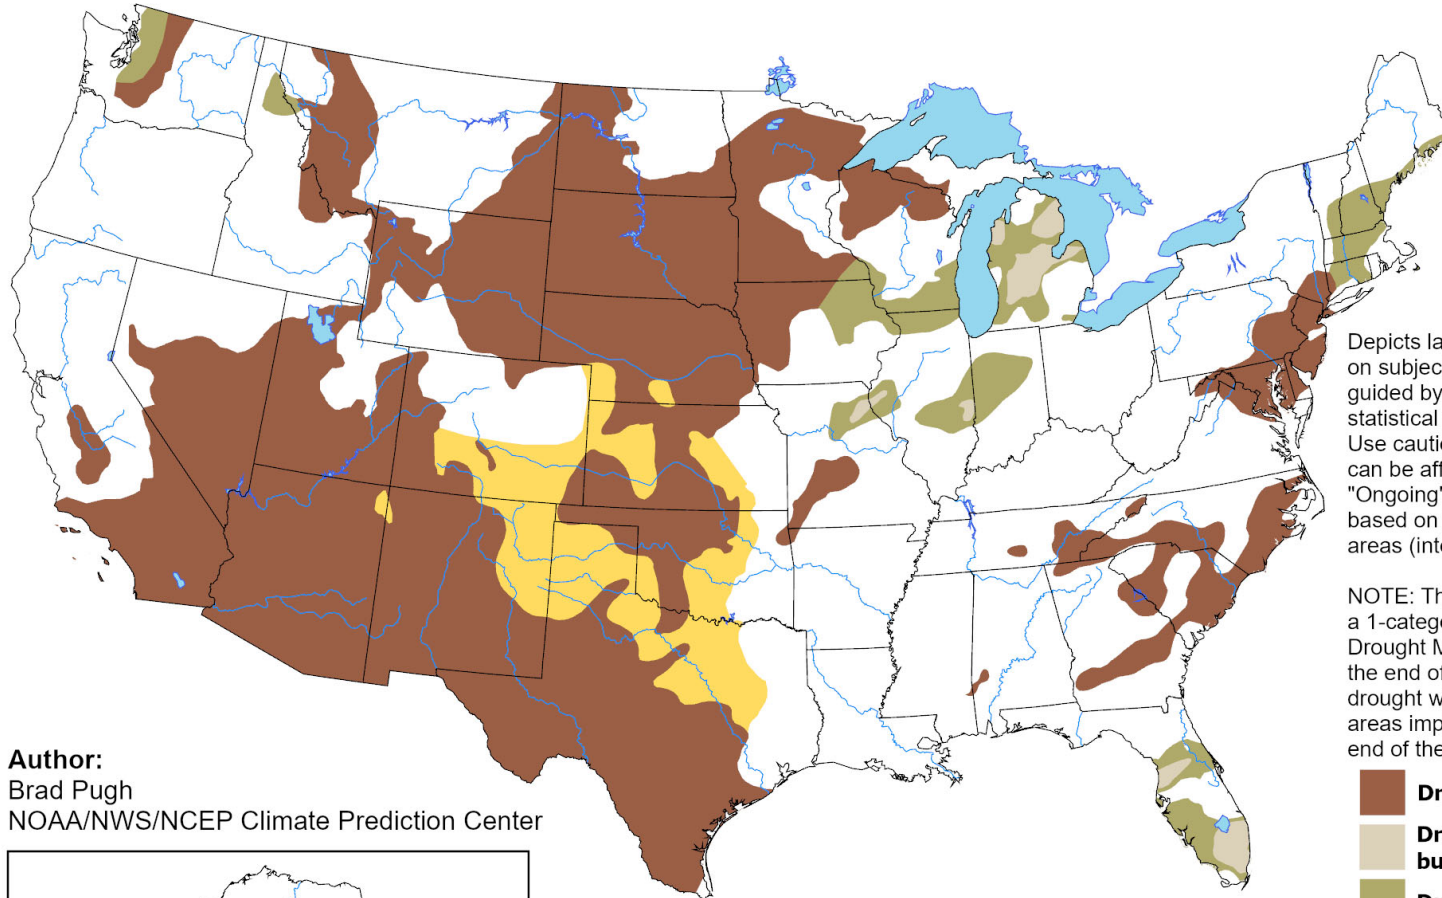 Depicts la
on subjec
guided by
statistical
Use cautio
can be aff
"Ongoing"
based on
areas (inte
NOTE: Th
a 1-catego
Drought M
the end of
drought w
areas imp
end of the
Author:
Brad Pugh
NOAA/NWS/NCEP Climate Prediction Center
Dr
Dr
bu